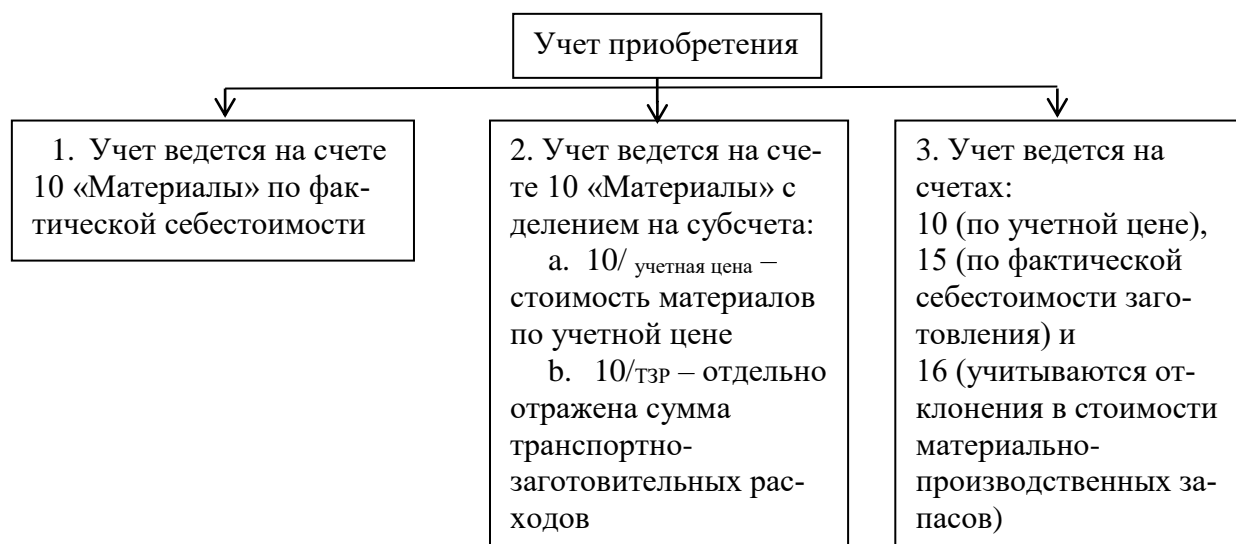 Учет приобретения
1. Учет ведется на счете
10 «Материалы» по фак-
тической себестоимости
2. Учет ведется на сче-
те 10 «Материалы» с
делением на субсчета:
a. 10/ учетная цена –
стоимость материалов
по учетной цене
b. 10/ТЗР – отдельно
отражена сумма
транспортно-
заготовительных рас-
ходов
3. Учет ведется на
счетах:
10 (по учетной цене),
15 (по фактической
себестоимости заго-
товления) и
16 (учитываются от-
клонения в стоимости
материально-
производственных за-
пасов)